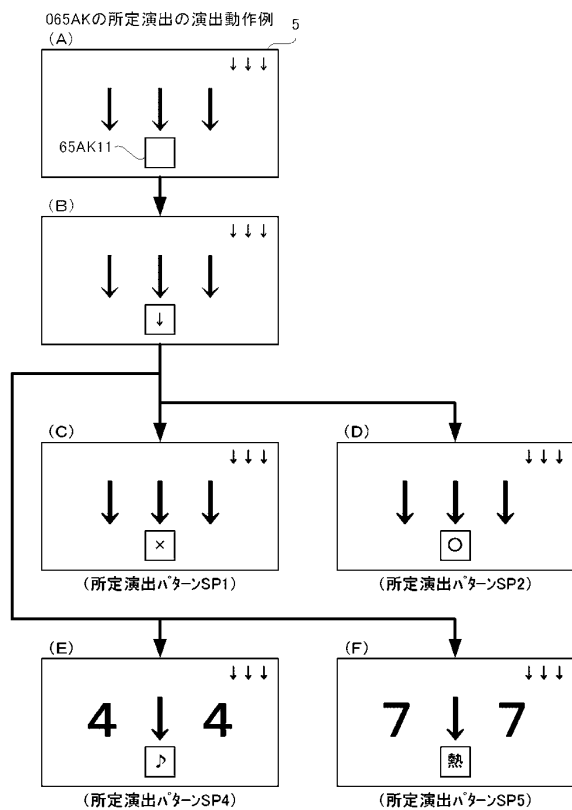 065AKの所定演出の演出動作例
(A)
5
↓↓↓
↓ ↓ ↓
65AK11
(B)
↓↓↓
↓ ↓ ↓
↓
(C)
↓↓↓
↓ ↓ ↓
×
(所定演出パターンSP1)
(D)
↓↓↓
↓ ↓ ↓
○
(所定演出パターンSP2)
(E)
↓↓↓
4 ↓ 4
♪
(所定演出パターンSP4)
(F)
↓↓↓
7 ↓ 7
熱
(所定演出パターンSP5)